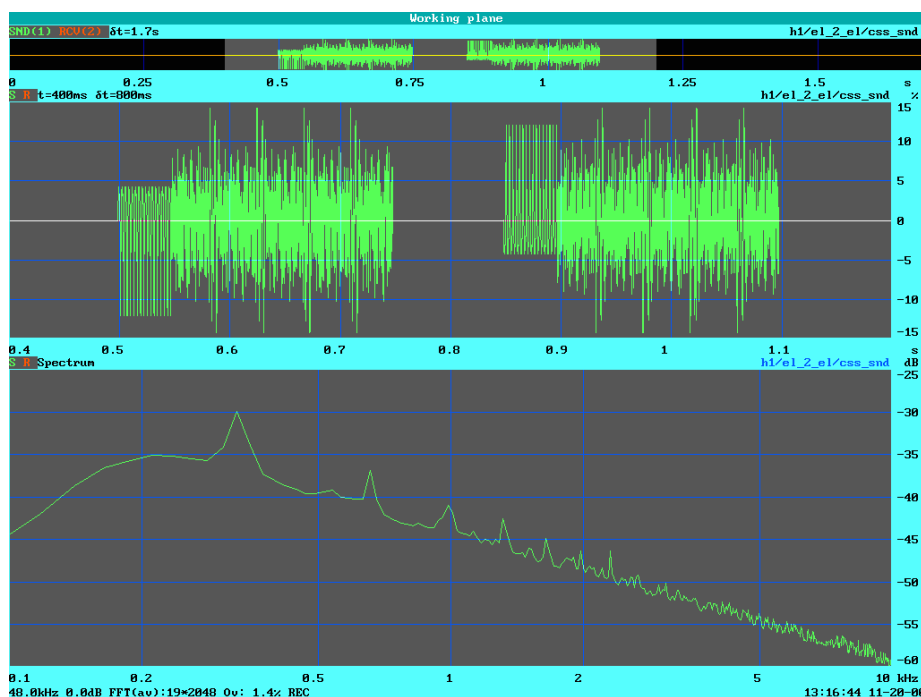 Working plane
SND(1) RCV(2) δt=1.7s h1/el_2_el/css_snd
0 0.25 0.5 0.75 1 1.25 1.5 s
S R t=400ms δt=800ms h1/el_2_el/css_snd %
15
10
5
0
-5
-10
-15
0.4 0.5 0.6 0.7 0.8 0.9 1 1.1 s
S R Spectrum h1/el_2_el/css_snd dB
-25
-30
-35
-40
-45
-50
-55
-60
0.1 0.2 0.5 1 2 5 10 kHz
48.0kHz 0.0dB FFT(av):19*2048 Ov: 1.4% REC 13:16:44 11-20-0